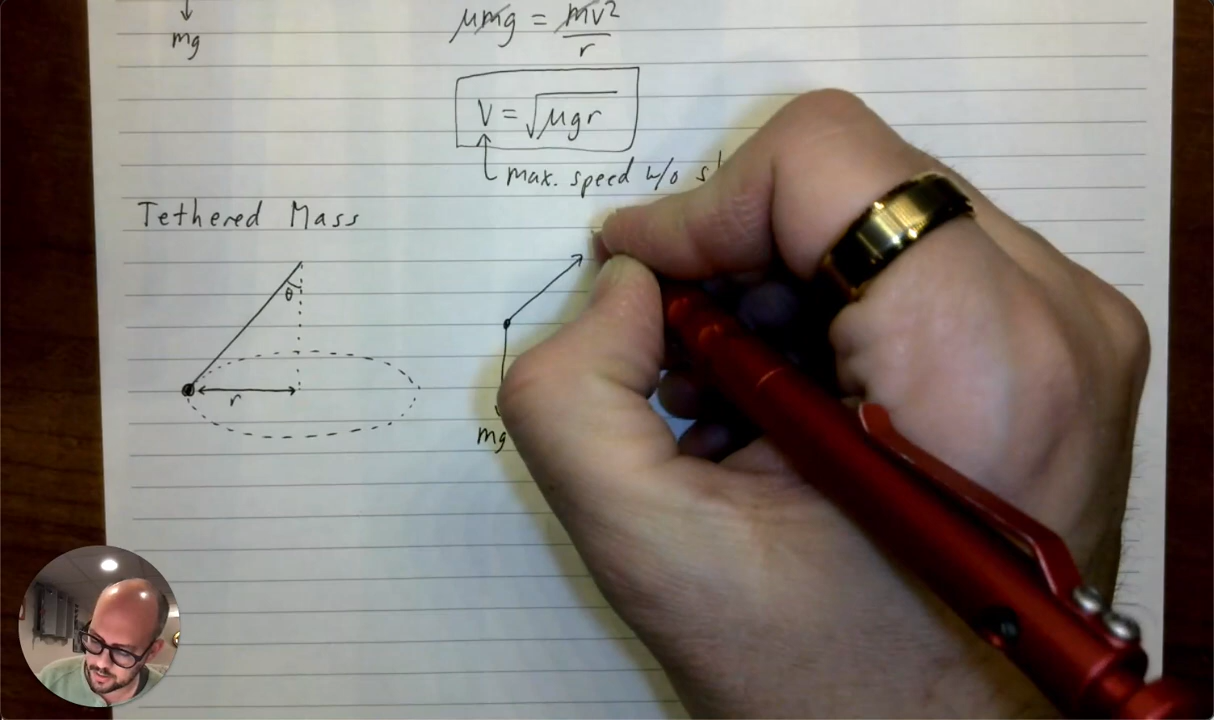 mg
μmg = mv²
r
V = √μgr
max. speed w/o
Tethered Mass
θ
r
mg